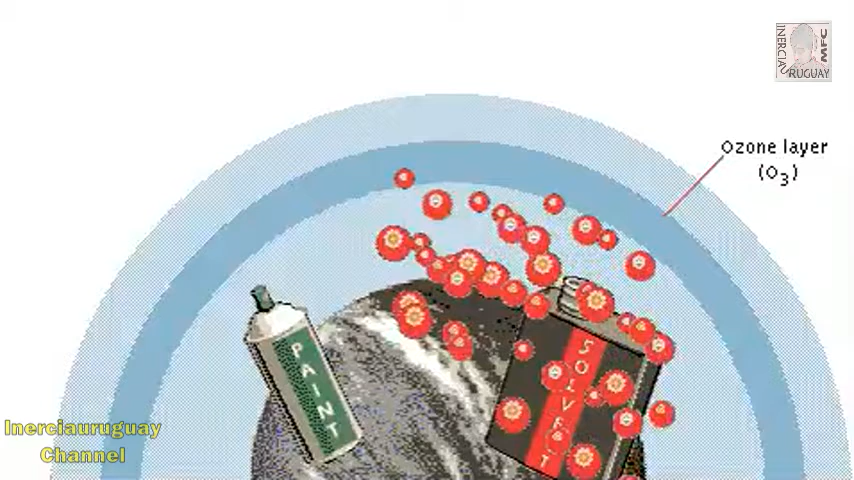 INERCIA
URUGUAY
MFC
Ozone layer
(O3)
PAINT
SOLVENT
Inerciauruguay
Channel